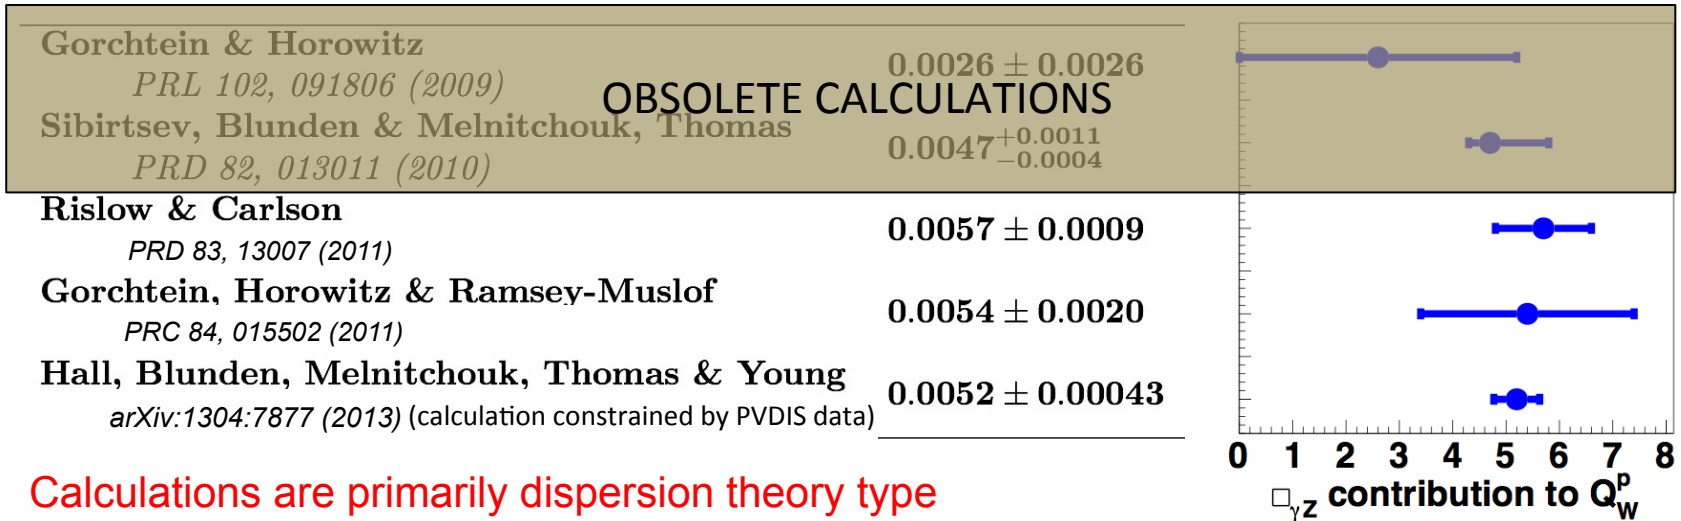 Gorchtein & Horowitz
0.0026 ± 0.0026
PRL 102, 091806 (2009)
OBSOLETE CALCULATIONS
Sibirtsev, Blunden & Melnitchouk, Thomas
0.0047 +0.0011 −0.0004
PRD 82, 013011 (2010)
Rislow & Carlson
0.0057 ± 0.0009
PRD 83, 13007 (2011)
Gorchtein, Horowitz & Ramsey-Muslof
0.0054 ± 0.0020
PRC 84, 015502 (2011)
Hall, Blunden, Melnitchouk, Thomas & Young
0.0052 ± 0.00043
arXiv:1304:7877 (2013) (calculation constrained by PVDIS data)
0 1 2 3 4 5 6 7 8
□γZ contribution to Q^p_W
Calculations are primarily dispersion theory type